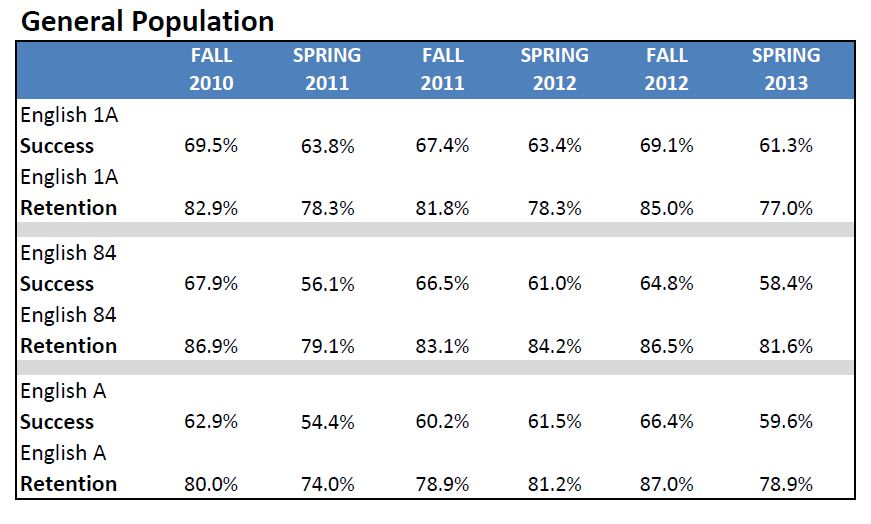 General Population
FALL SPRING FALL SPRING FALL SPRING
2010 2011 2011 2012 2012 2013
English 1A
Success 69.5% 63.8% 67.4% 63.4% 69.1% 61.3%
English 1A
Retention 82.9% 78.3% 81.8% 78.3% 85.0% 77.0%
English 84
Success 67.9% 56.1% 66.5% 61.0% 64.8% 58.4%
English 84
Retention 86.9% 79.1% 83.1% 84.2% 86.5% 81.6%
English A
Success 62.9% 54.4% 60.2% 61.5% 66.4% 59.6%
English A
Retention 80.0% 74.0% 78.9% 81.2% 87.0% 78.9%